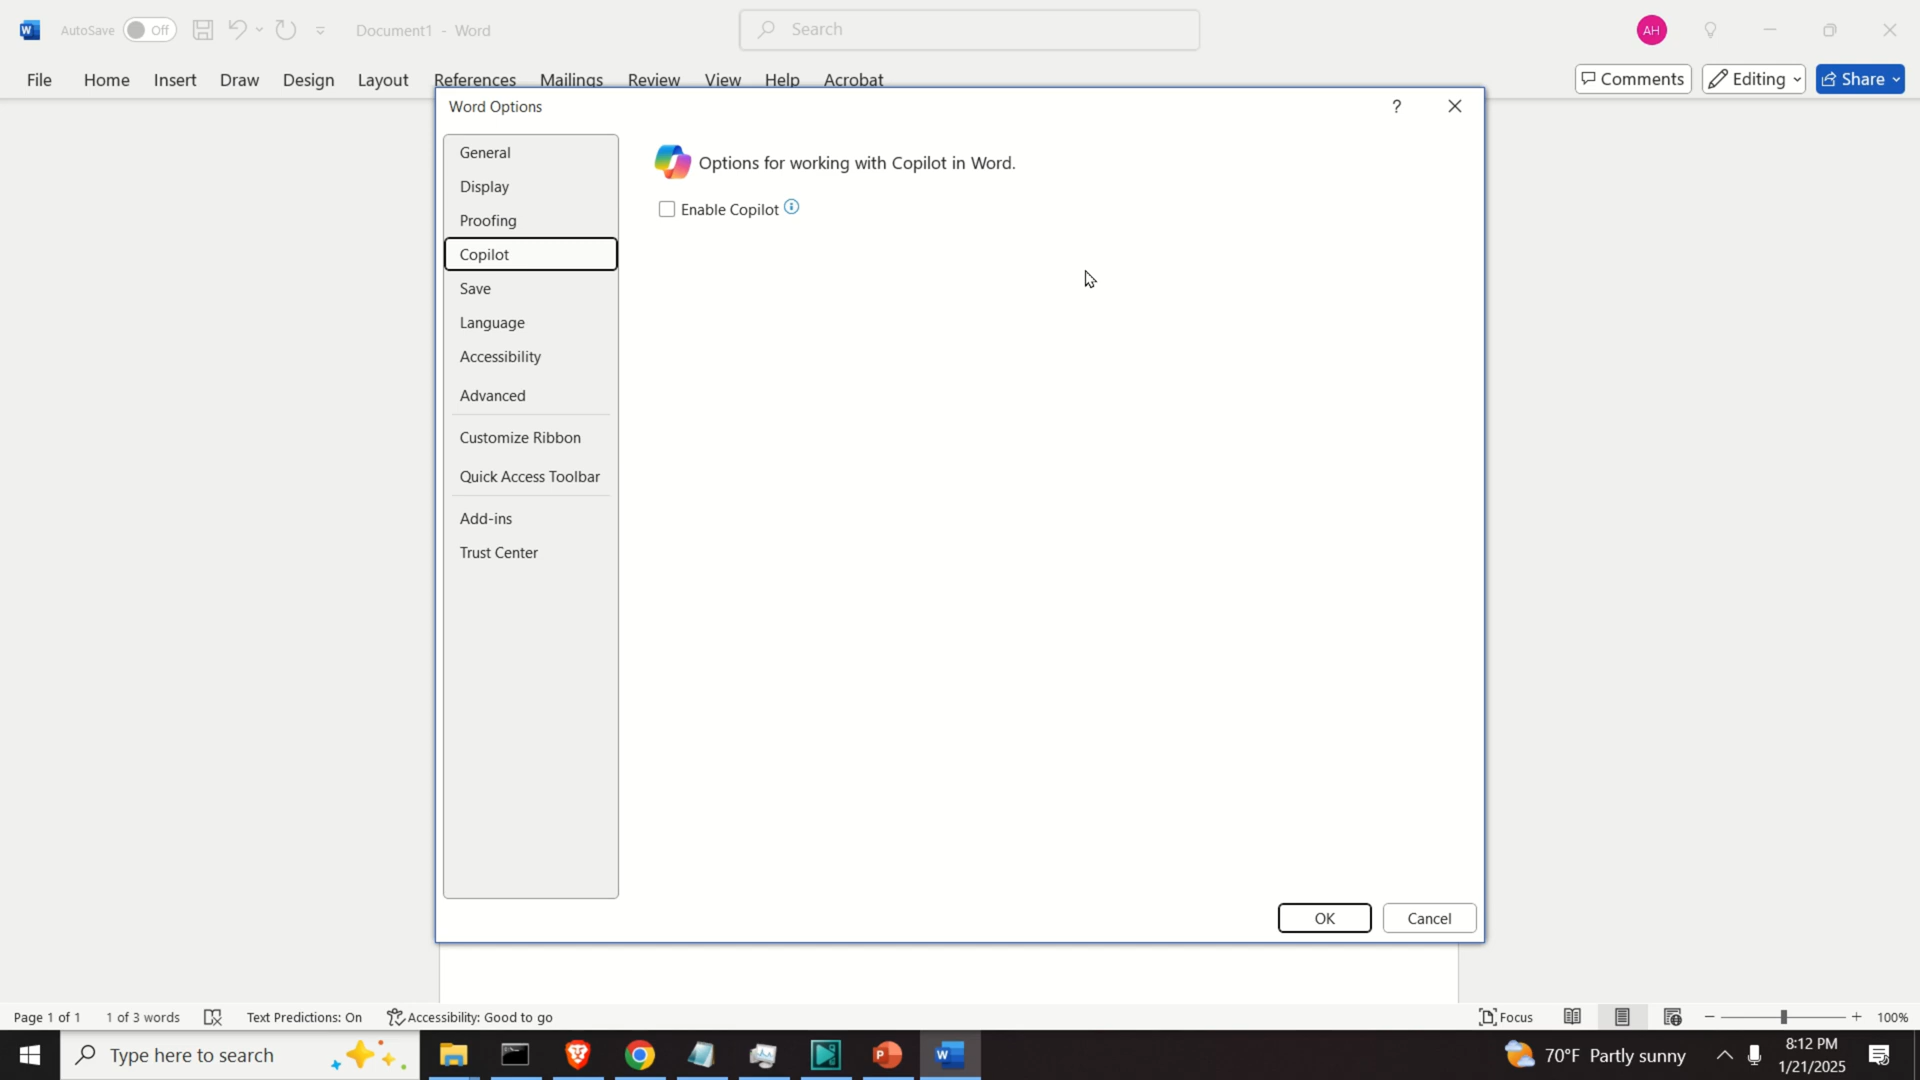 W
AutoSave
Off
Document1 - Word
Search
AH
File
Home
Insert
Draw
Design
Layout
References
Mailings
Review
View
Help
Acrobat
Comments
Editing
Share
Word Options
?
General
Display
Proofing
Copilot
Save
Language
Accessibility
Advanced
Customize Ribbon
Quick Access Toolbar
Add-ins
Trust Center
Options for working with Copilot in Word.
Enable Copilot
OK
Cancel
Page 1 of 1
1 of 3 words
Text Predictions: On
Accessibility: Good to go
Focus
100%
Type here to search
P
W
70°F Partly sunny
8:12 PM
1/21/2025